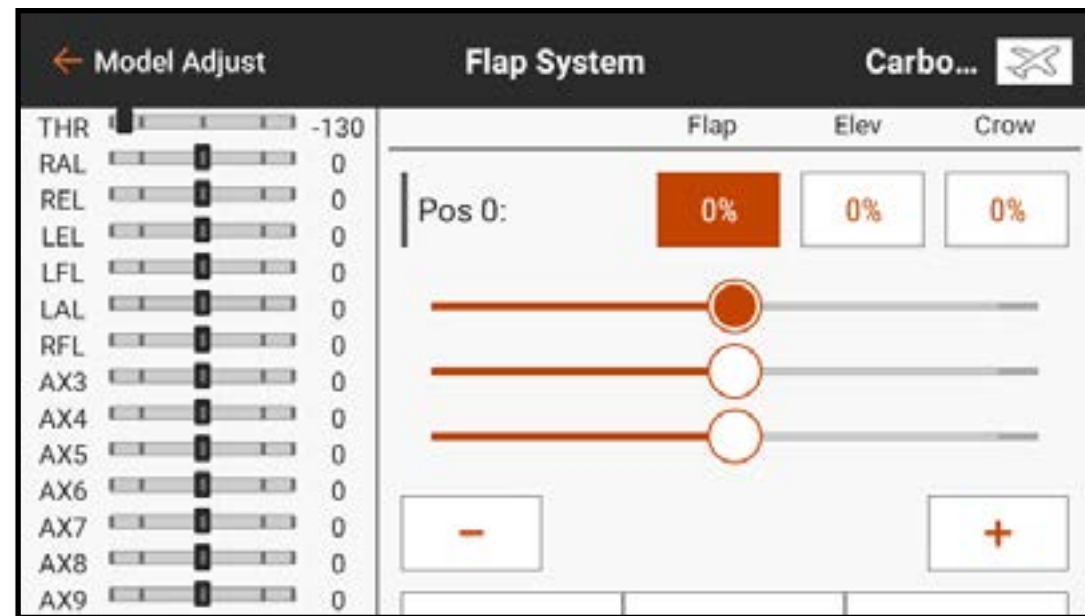 ← Model Adjust Flap System Carbo...
THR -130
RAL 0
REL 0
LEL 0
LFL 0
LAL 0
RFL 0
AX3 0
AX4 0
AX5 0
AX6 0
AX7 0
AX8 0
AX9 0
Flap Elev Crow
Pos 0: 0% 0% 0%
- +